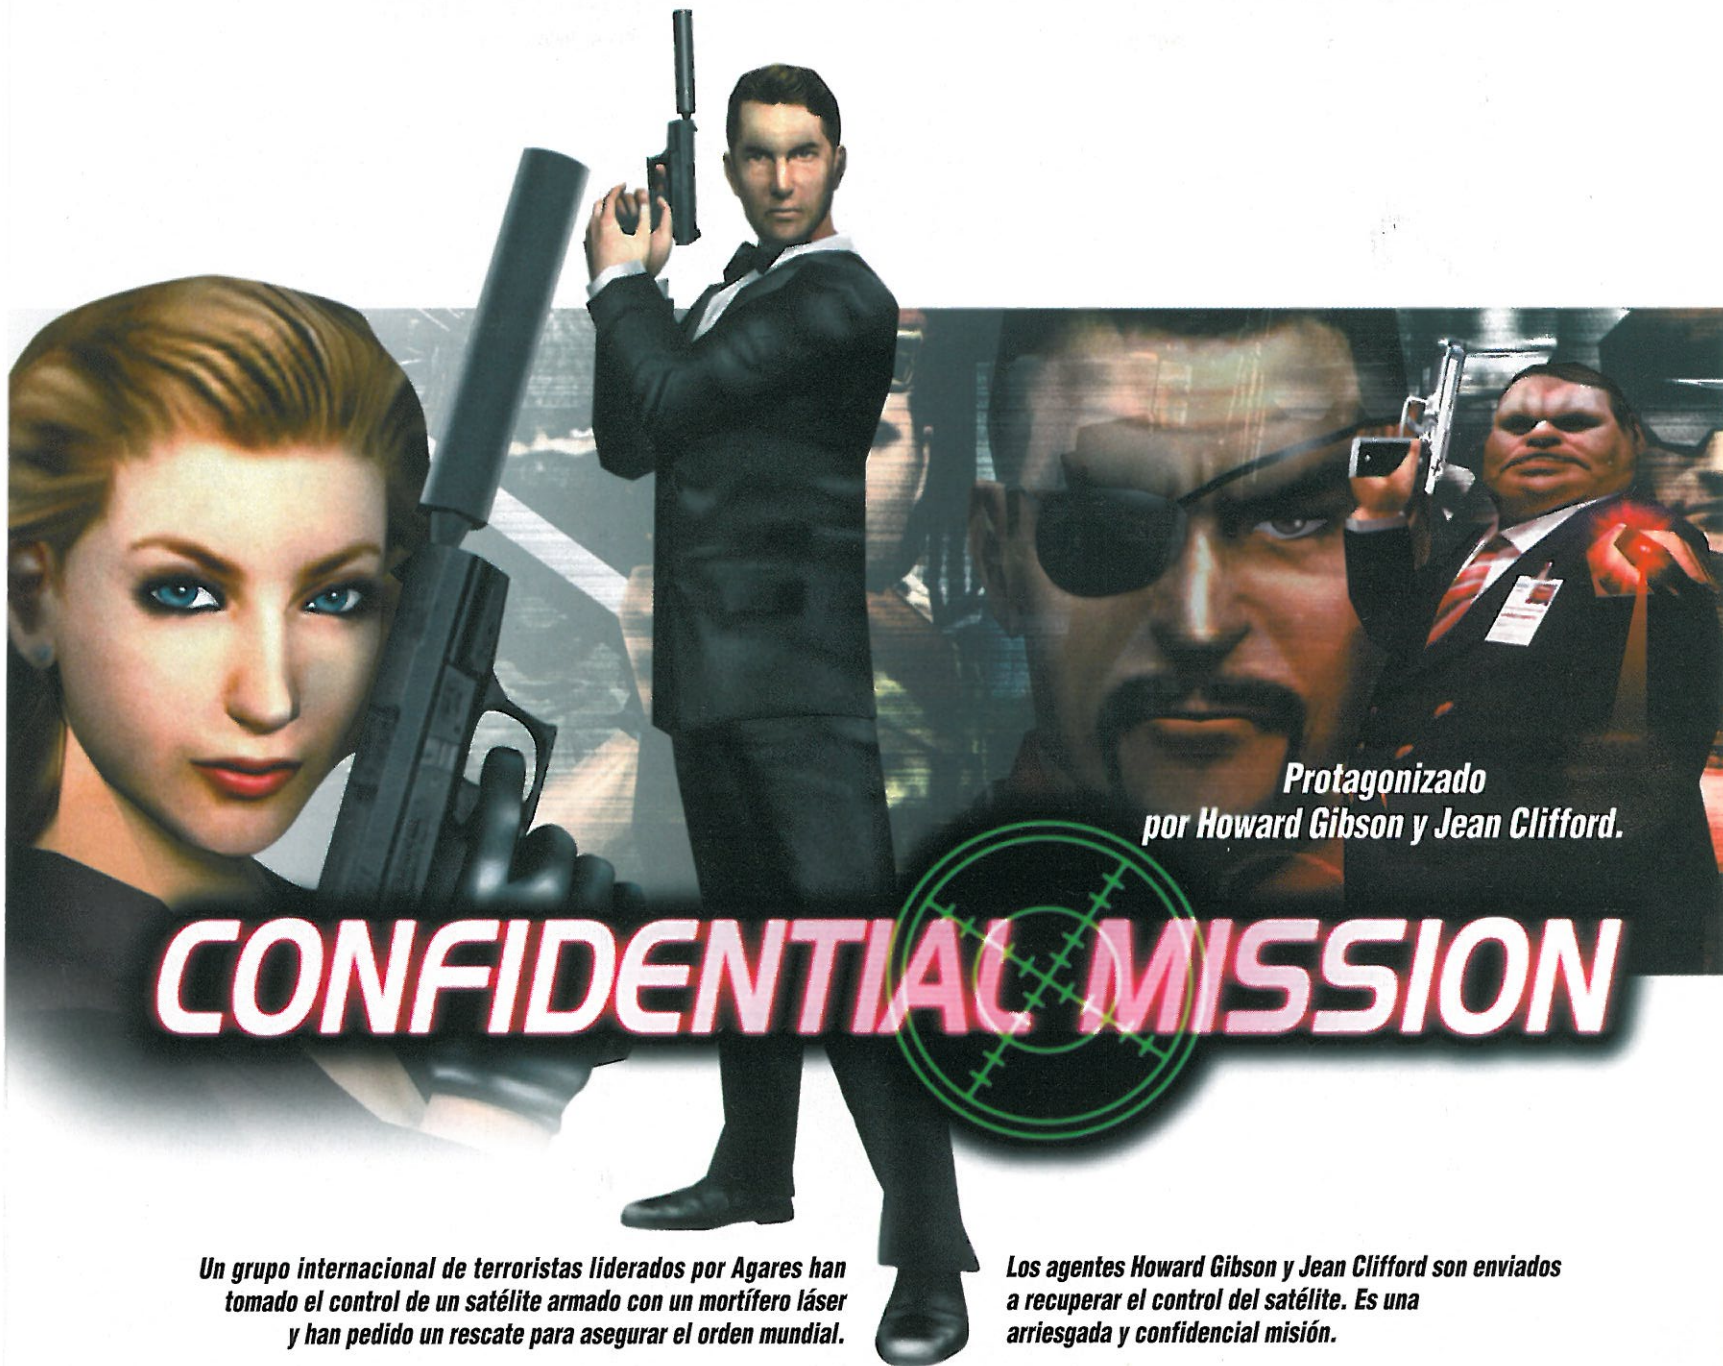 Protagonizado
por Howard Gibson y Jean Clifford.
CONFIDENTIAL MISSION
Un grupo internacional de terroristas liderados por Agares han
tomado el control de un satélite armado con un mortífero láser
y han pedido un rescate para asegurar el orden mundial.
Los agentes Howard Gibson y Jean Clifford son enviados
a recuperar el control del satélite. Es una
arriesgada y confidencial misión.